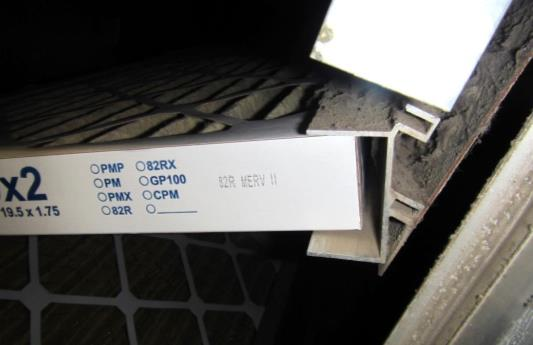 x2
19.5 x 1.75
PMP
82RX
PM
GP100
PMX
CPM
82R
82R MERV 11